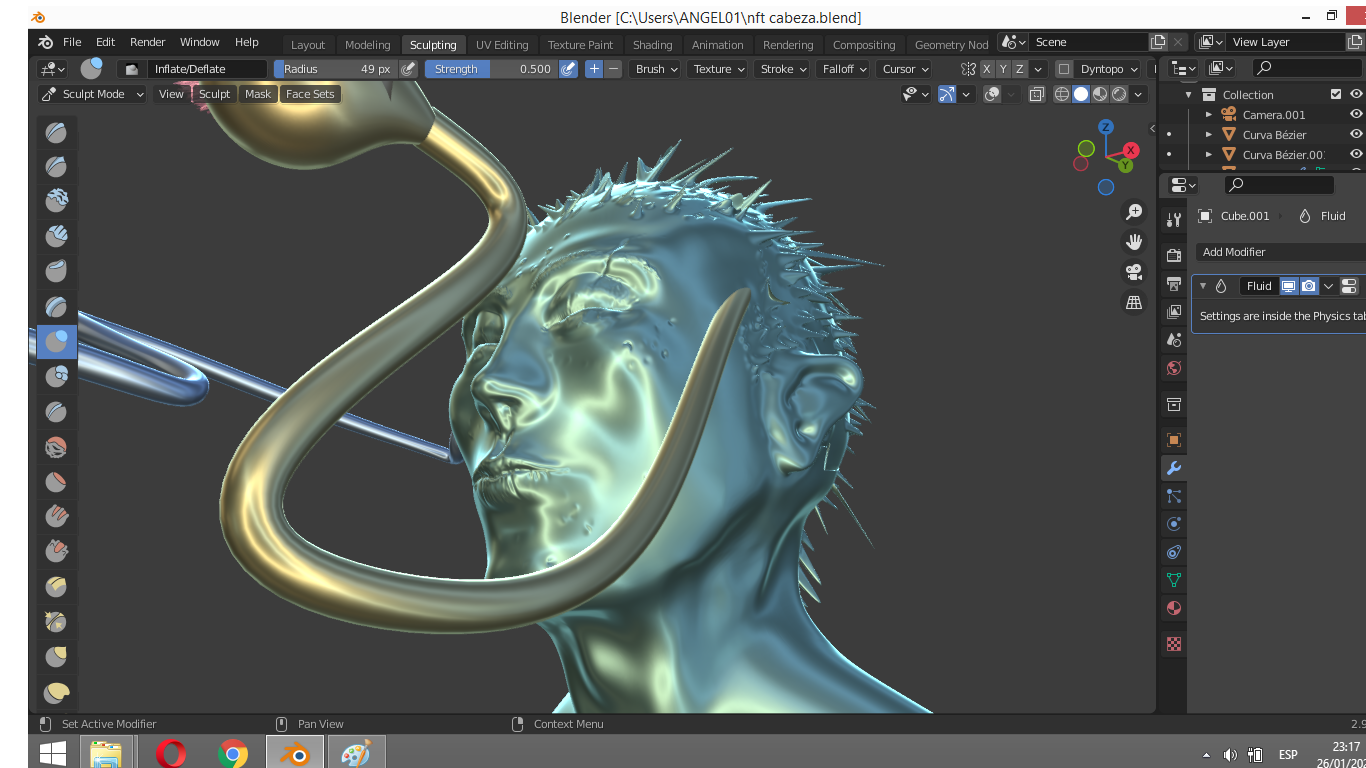 Blender [C:\Users\ANGEL01\nft cabeza.blend]
File Edit Render Window Help Layout Modeling Sculpting UV Editing Texture Paint Shading Animation Rendering Compositing Geometry Nod Scene View Layer
Inflate/Deflate Radius 49 px Strength 0.500 Brush Texture Stroke Falloff Cursor X Y Z Dyntopo
Sculpt Mode View Sculpt Mask Face Sets
Collection
Camera.001
Curva Bézier
Curva Bézier.00
Z
X
Y
Cube.001 Fluid
Add Modifier
Fluid
Settings are inside the Physics tab
Set Active Modifier Pan View Context Menu 2.9
ESP 23:17
26/01/20